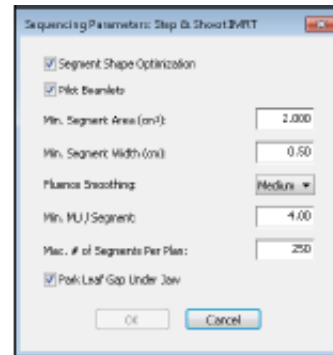 Sequencing Parameters: Step & Shoot IMRT
Segment Shape Optimization
Pilot Beamlets
Min. Segment Area (cm²): 2.000
Min. Segment Width (cm): 0.50
Fluence Smoothing: Medium
Min. MU / Segment: 4.00
Max. # of Segments Per Plan: 250
Park Leaf Gap Under Jaw
OK Cancel